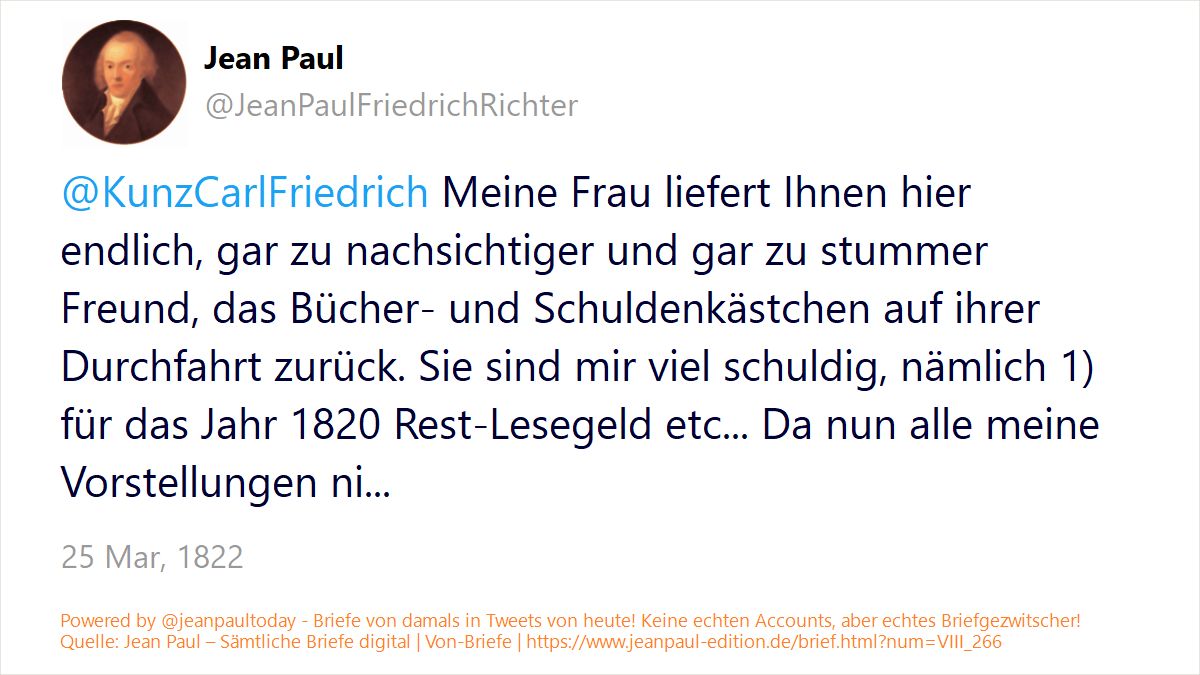 Jean Paul
@JeanPaulFriedrichRichter
@KunzCarlFriedrich Meine Frau liefert Ihnen hier
endlich, gar zu nachsichtiger und gar zu stummer
Freund, das Bücher- und Schuldenkästchen auf ihrer
Durchfahrt zurück. Sie sind mir viel schuldig, nämlich 1)
für das Jahr 1820 Rest-Lesegeld etc... Da nun alle meine
Vorstellungen ni...
25 Mar, 1822
Powered by @jeanpaultoday - Briefe von damals in Tweets von heute! Keine echten Accounts, aber echtes Briefgezwitscher!
Quelle: Jean Paul – Sämtliche Briefe digital | Von-Briefe | https://www.jeanpaul-edition.de/brief.html?num=VIII_266